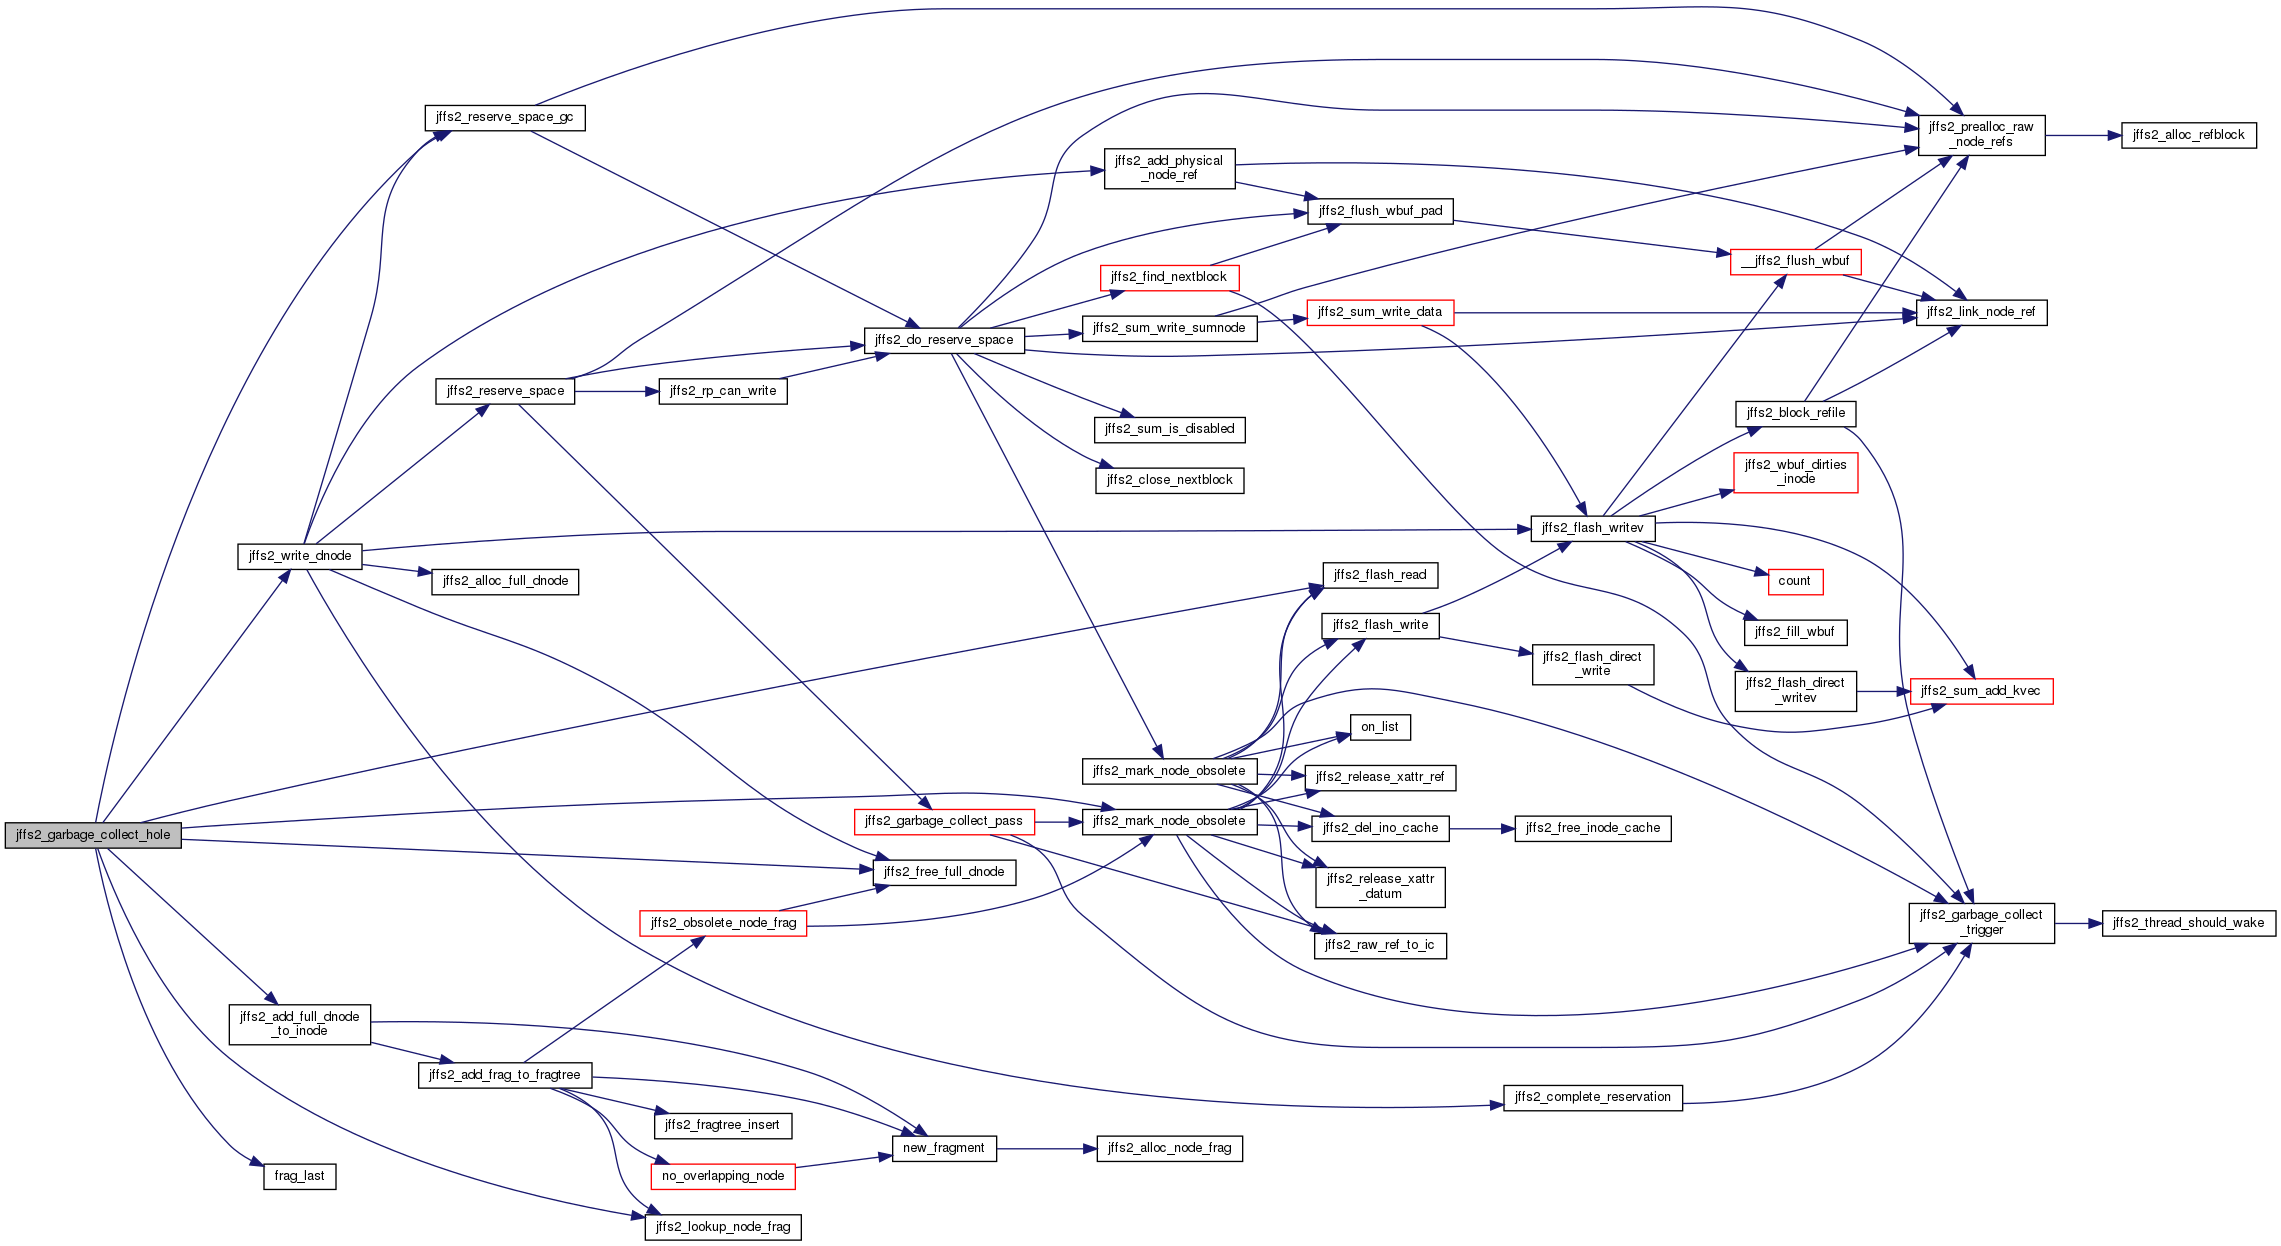 jffs2_reserve_space_gc
jffs2_prealloc_raw
_node_refs
jffs2_alloc_refblock
jffs2_add_physical
_node_ref
jffs2_flush_wbuf_pad
__jffs2_flush_wbuf
jffs2_find_nextblock
jffs2_sum_write_data
jffs2_link_node_ref
jffs2_sum_write_sumnode
jffs2_do_reserve_space
jffs2_reserve_space
jffs2_rp_can_write
jffs2_block_refile
jffs2_sum_is_disabled
jffs2_wbuf_dirties
_inode
jffs2_close_nextblock
jffs2_flash_writev
jffs2_write_dnode
jffs2_alloc_full_dnode
jffs2_flash_read
count
jffs2_flash_write
jffs2_fill_wbuf
jffs2_flash_direct
_write
jffs2_flash_direct
_writev
jffs2_sum_add_kvec
on_list
jffs2_mark_node_obsolete
jffs2_release_xattr_ref
jffs2_garbage_collect_pass
jffs2_mark_node_obsolete
jffs2_del_ino_cache
jffs2_free_inode_cache
jffs2_garbage_collect_hole
jffs2_free_full_dnode
jffs2_release_xattr
_datum
jffs2_obsolete_node_frag
jffs2_garbage_collect
_trigger
jffs2_thread_should_wake
jffs2_raw_ref_to_ic
jffs2_add_full_dnode
_to_inode
jffs2_add_frag_to_fragtree
jffs2_complete_reservation
jffs2_fragtree_insert
new_fragment
jffs2_alloc_node_frag
frag_last
no_overlapping_node
jffs2_lookup_node_frag